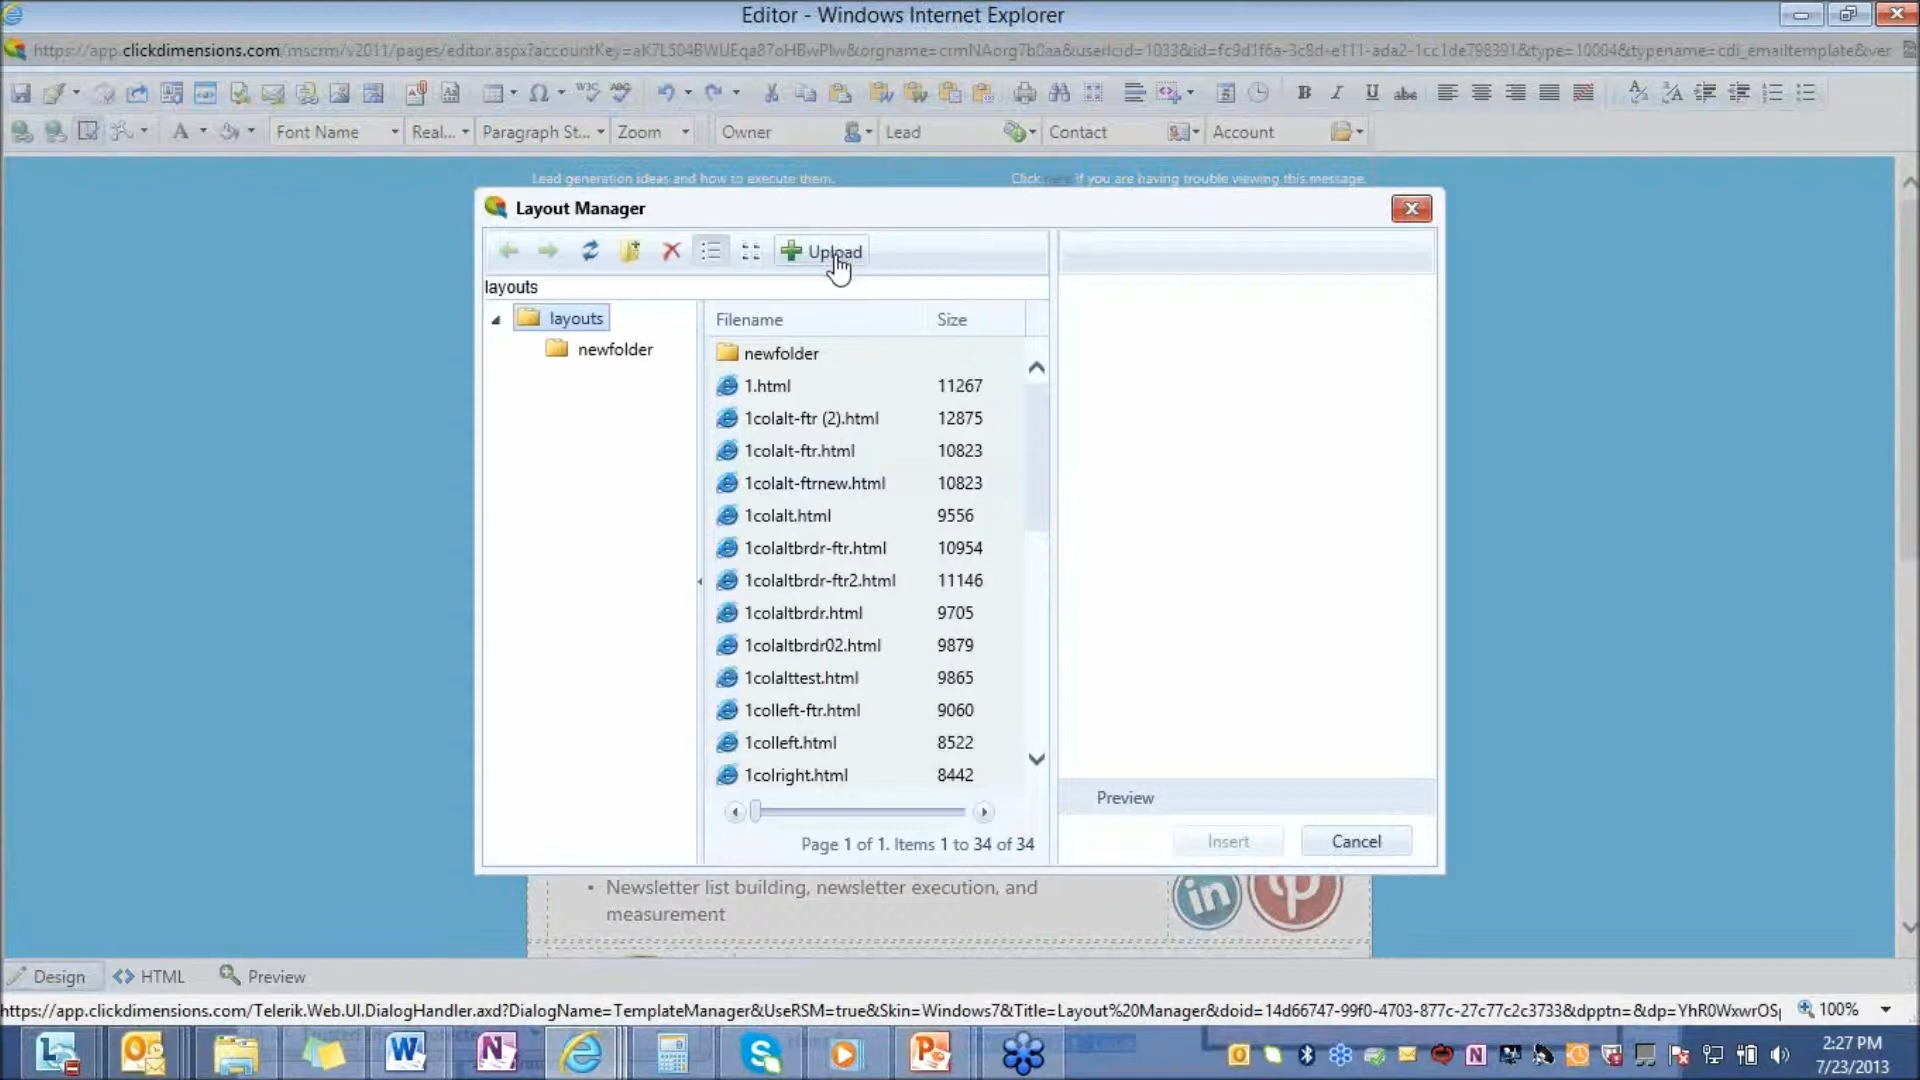 Editor - Windows Internet Explorer
Font Name
Real...
Paragraph St...
Zoom
Owner
Lead
Contact
Account
Lead generation ideas and how to execute them.
Click here if you are having trouble viewing this message.
Layout Manager
Upload
layouts
layouts
newfolder
Filename Size
newfolder
1.html 11267
1colalt-ftr (2).html 12875
1colalt-ftr.html 10823
1colalt-ftrnew.html 10823
1colalt.html 9556
1colaltbrdr-ftr.html 10954
1colaltbrdr-ftr2.html 11146
1colaltbrdr.html 9705
1colaltbrdr02.html 9879
1colalttest.html 9865
1colleft-ftr.html 9060
1colleft.html 8522
1colright.html 8442
Page 1 of 1. Items 1 to 34 of 34
Preview
Insert Cancel
• Newsletter list building, newsletter execution, and
measurement
in
Design HTML Preview
https://app.clickdimensions.com/Telerik.Web.UI.DialogHandler.axd?DialogName=TemplateManager&UseRSM=true&Skin=Windows7&Title=Layout%20Manager&doid=14d66747-99f0-4703-877c-27c77c2c3733&dpptn=&dp=YhR0WxwrOS
100%
2:27 PM
7/23/2013